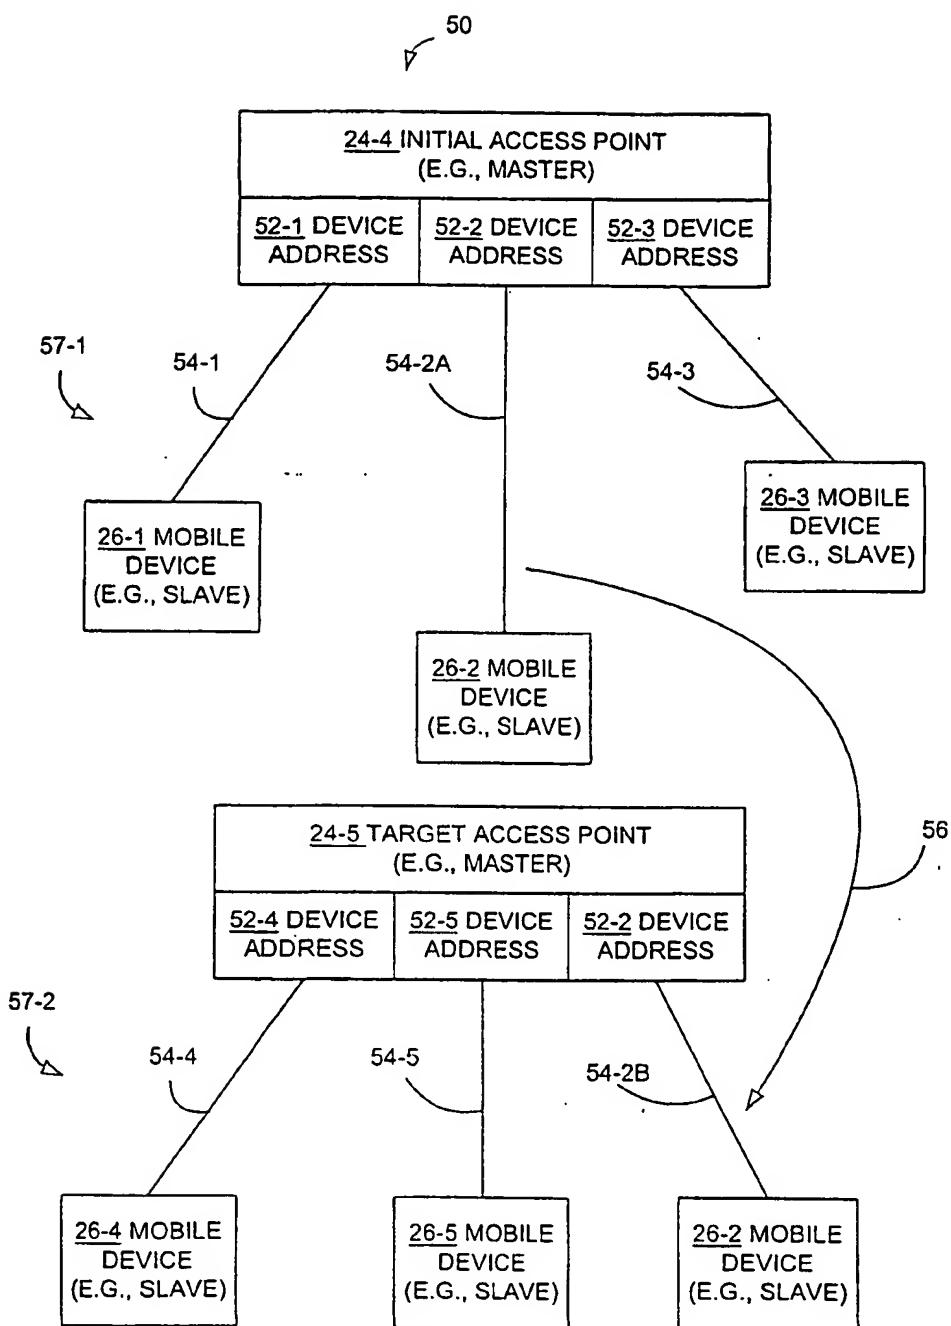 50
24-4 INITIAL ACCESS POINT
(E.G., MASTER)
52-1 DEVICE
ADDRESS
52-2 DEVICE
ADDRESS
52-3 DEVICE
ADDRESS
57-1
54-1
54-2A
54-3
26-1 MOBILE
DEVICE
(E.G., SLAVE)
26-3 MOBILE
DEVICE
(E.G., SLAVE)
26-2 MOBILE
DEVICE
(E.G., SLAVE)
24-5 TARGET ACCESS POINT
(E.G., MASTER)
56
52-4 DEVICE
ADDRESS
52-5 DEVICE
ADDRESS
52-2 DEVICE
ADDRESS
57-2
54-4
54-5
54-2B
26-4 MOBILE
DEVICE
(E.G., SLAVE)
26-5 MOBILE
DEVICE
(E.G., SLAVE)
26-2 MOBILE
DEVICE
(E.G., SLAVE)